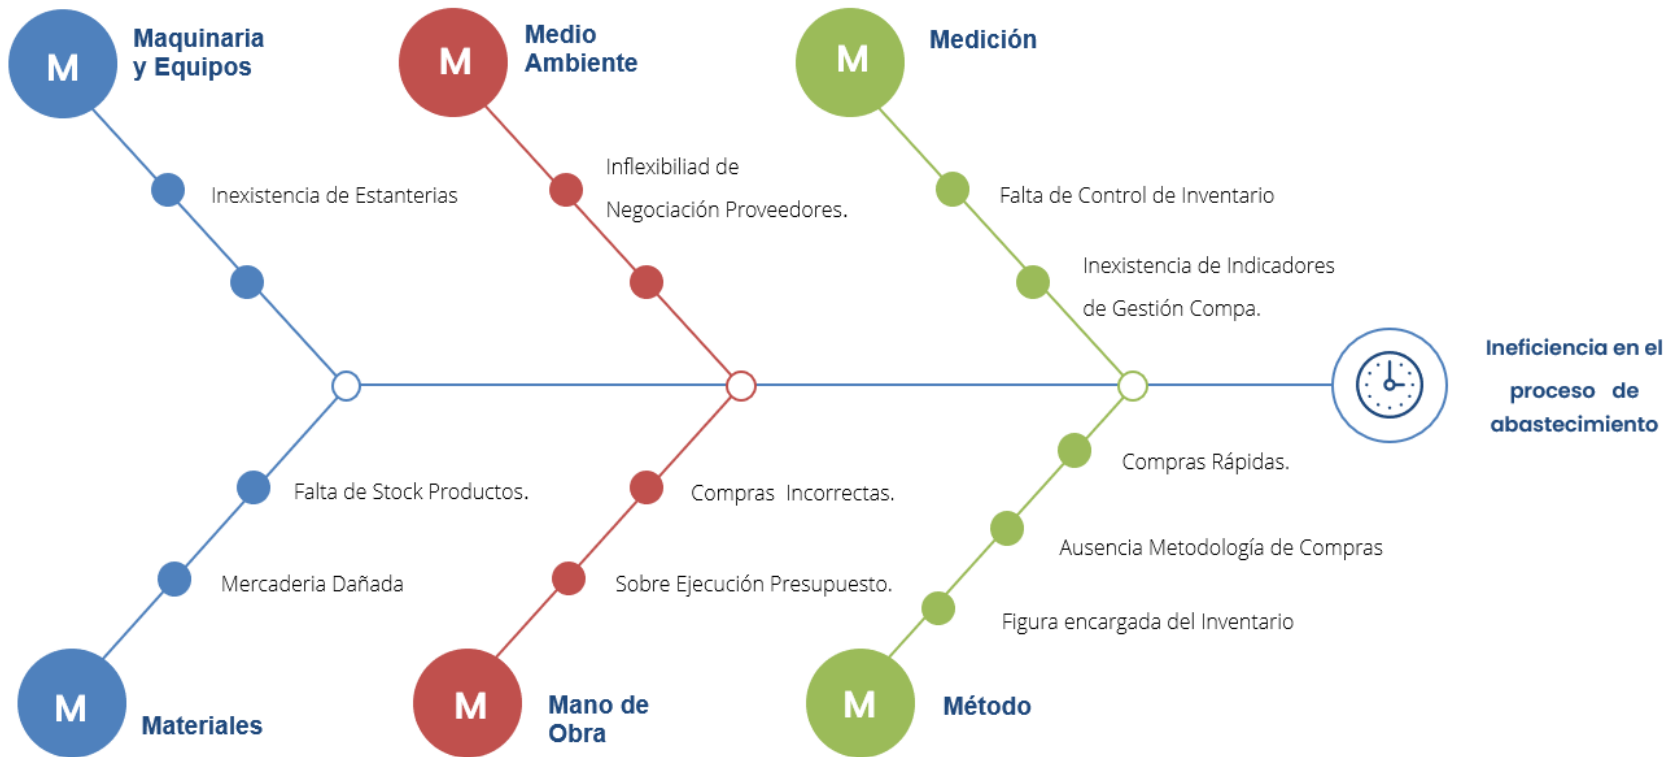 M
Maquinaria
y Equipos
M
Medio
Ambiente
M
Medición
Inexistencia de Estanterias
Inflexibiliad de
Negociación Proveedores.
Falta de Control de Inventario
Inexistencia de Indicadores
de Gestión Compa.
Ineficiencia en el
proceso de
abastecimiento
Falta de Stock Productos.
Mercaderia Dañada
Compras Incorrectas.
Sobre Ejecución Presupuesto.
Compras Rápidas.
Ausencia Metodología de Compras
Figura encargada del Inventario
M
Materiales
M
Mano de
Obra
M
Método